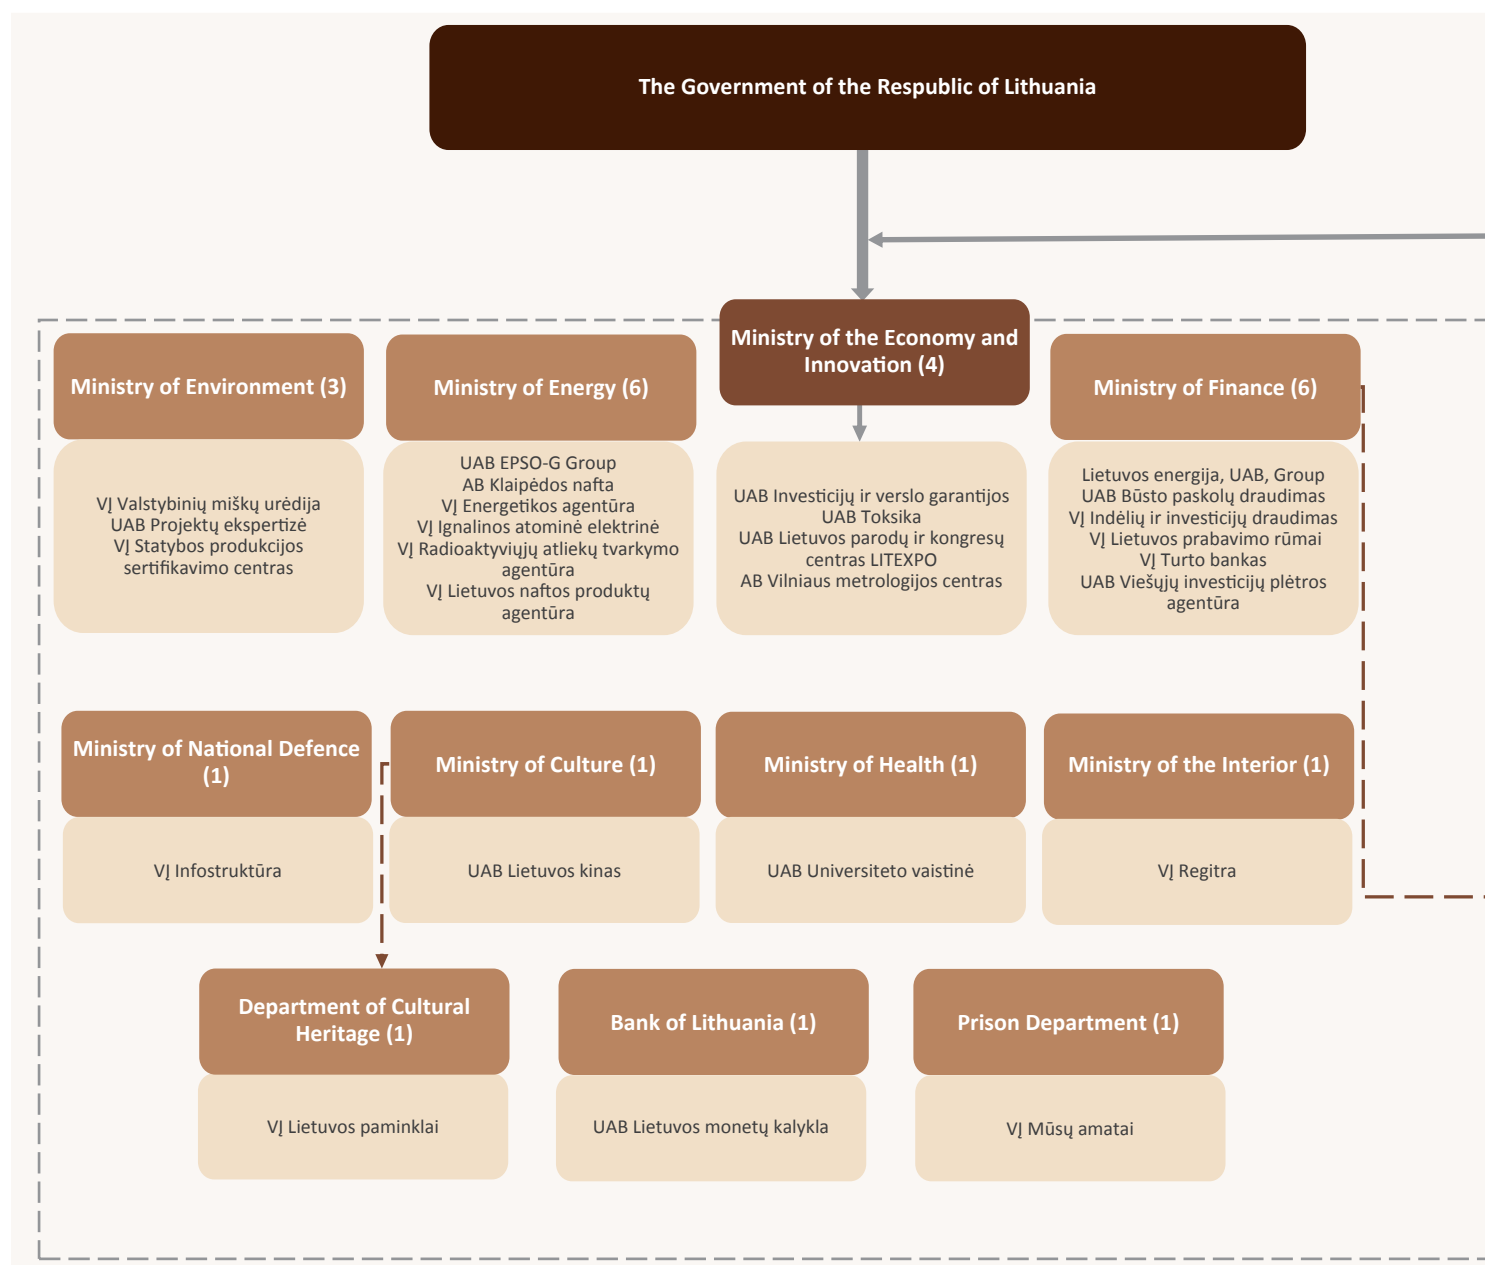 The Government of the Respublic of Lithuania
Ministry of Environment (3)
VĮ Valstybinių miškų urėdija
UAB Projektų ekspertizė
VĮ Statybos produkcijos
sertifikavimo centras
Ministry of Energy (6)
UAB EPSO-G Group
AB Klaipėdos nafta
VĮ Energetikos agentūra
VĮ Ignalinos atominė elektrinė
VĮ Radioaktyviųjų atliekų tvarkymo
agentūra
VĮ Lietuvos naftos produktų
agentūra
Ministry of the Economy and
Innovation (4)
UAB Investicijų ir verslo garantijos
UAB Toksika
UAB Lietuvos parodų ir kongresų
centras LITEXPO
AB Vilniaus metrologijos centras
Ministry of Finance (6)
Lietuvos energija, UAB, Group
UAB Būsto paskolų draudimas
VĮ Indėlių ir investicijų draudimas
VĮ Lietuvos prabavimo rūmai
VĮ Turto bankas
UAB Viešųjų investicijų plėtros
agentūra
Ministry of National Defence
(1)
VĮ Infostruktūra
Ministry of Culture (1)
UAB Lietuvos kinas
Ministry of Health (1)
UAB Universiteto vaistinė
Ministry of the Interior (1)
VĮ Regitra
Department of Cultural
Heritage (1)
VĮ Lietuvos paminklai
Bank of Lithuania (1)
UAB Lietuvos monetų kalykla
Prison Department (1)
VĮ Mūsų amatai